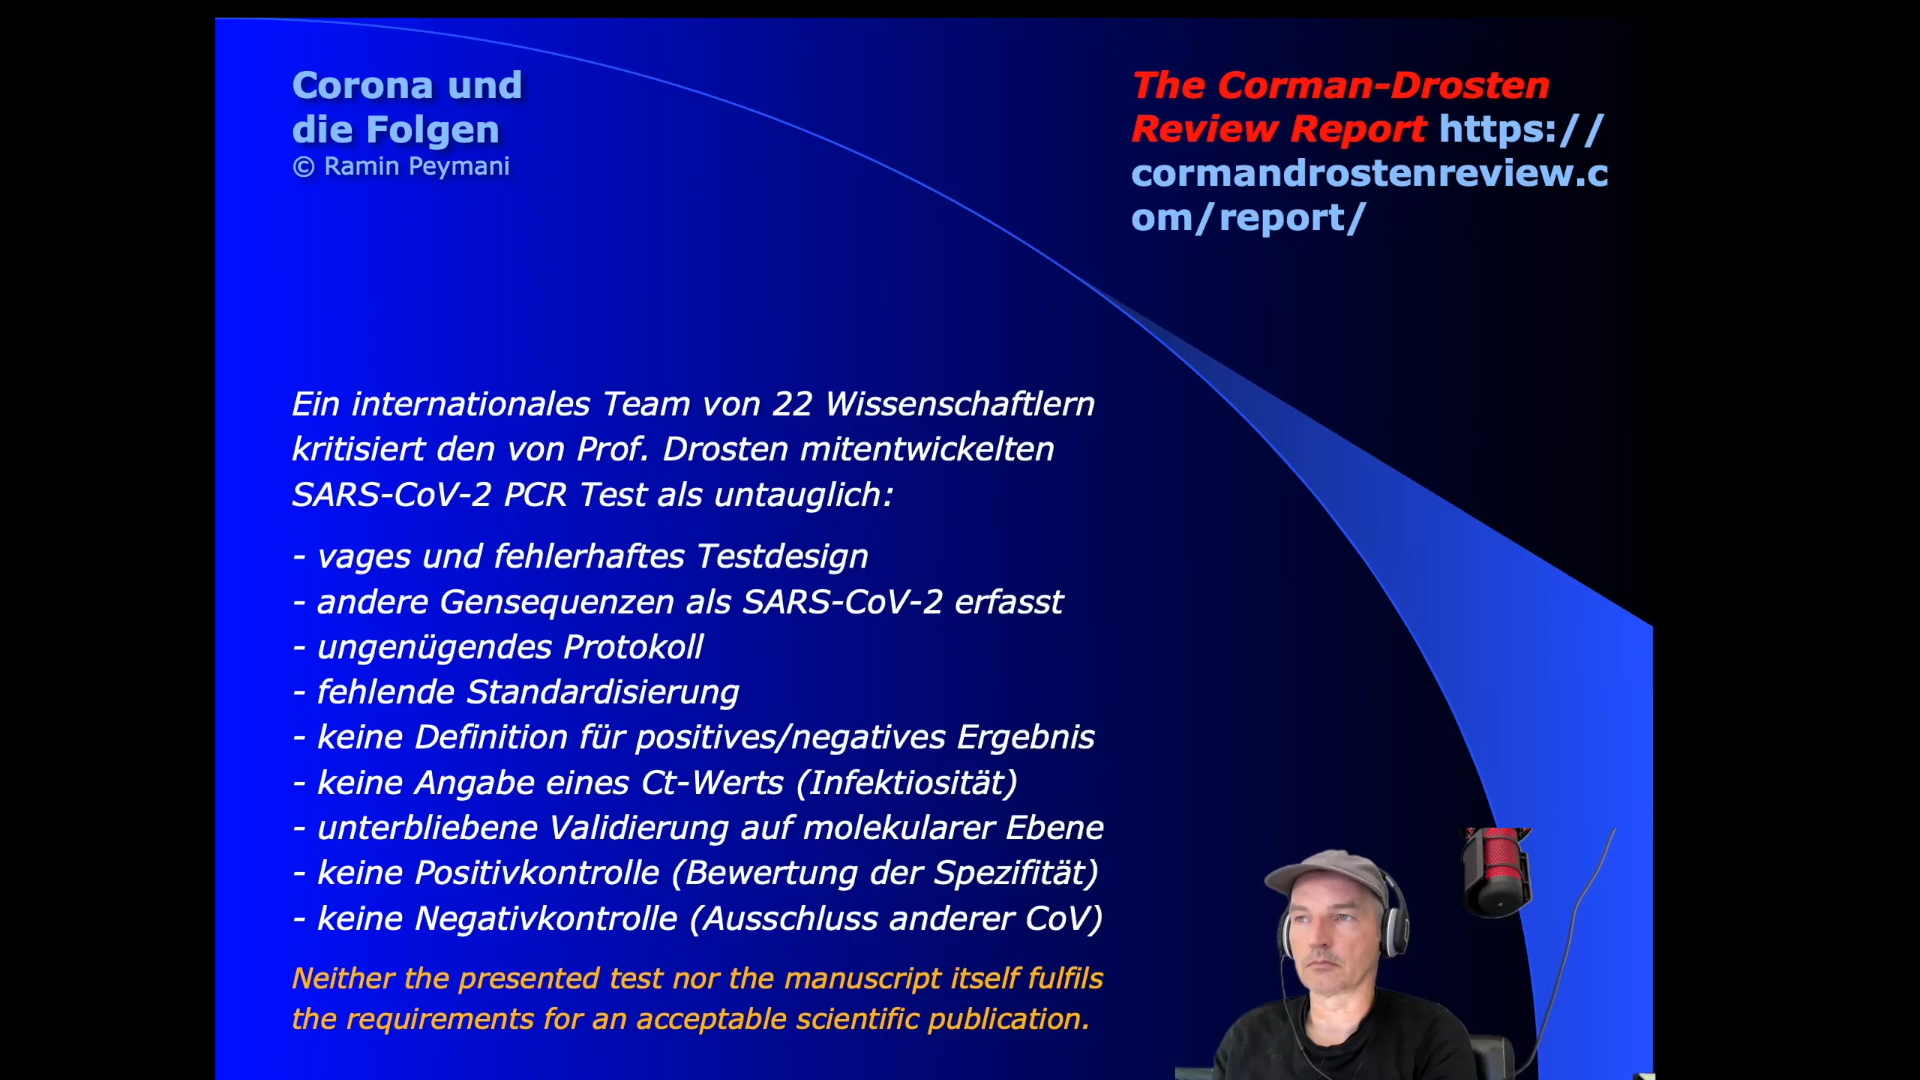 Corona und
die Folgen
© Ramin Peymani
The Corman-Drosten
Review Report https://
cormandrostenreview.c
om/report/
Ein internationales Team von 22 Wissenschaftlern
kritisiert den von Prof. Drosten mitentwickelten
SARS-CoV-2 PCR Test als untauglich:
- vages und fehlerhaftes Testdesign
- andere Gensequenzen als SARS-CoV-2 erfasst
- ungenügendes Protokoll
- fehlende Standardisierung
- keine Definition für positives/negatives Ergebnis
- keine Angabe eines Ct-Werts (Infektiosität)
- unterbliebene Validierung auf molekularer Ebene
- keine Positivkontrolle (Bewertung der Spezifität)
- keine Negativkontrolle (Ausschluss anderer CoV)
Neither the presented test nor the manuscript itself fulfils
the requirements for an acceptable scientific publication.